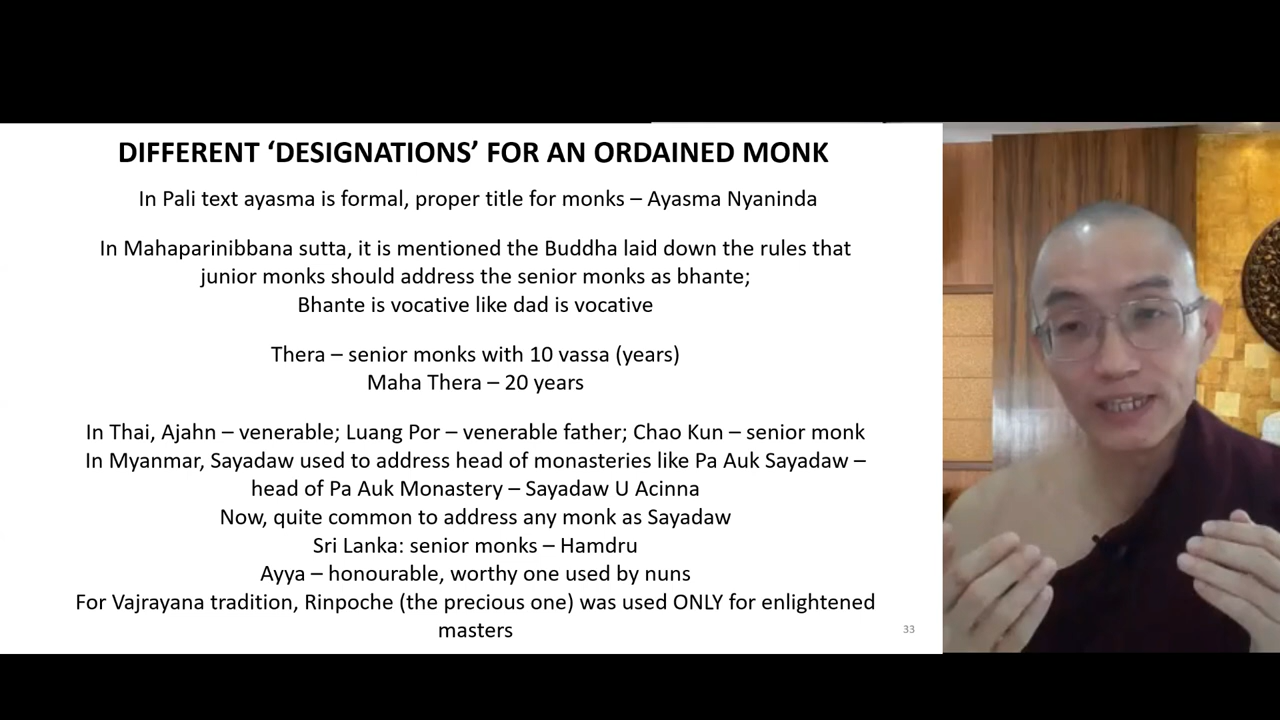 DIFFERENT ‘DESIGNATIONS’ FOR AN ORDAINED MONK
In Pali text ayasma is formal, proper title for monks – Ayasma Nyaninda
In Mahaparinibbana sutta, it is mentioned the Buddha laid down the rules that
junior monks should address the senior monks as bhante;
Bhante is vocative like dad is vocative
Thera – senior monks with 10 vassa (years)
Maha Thera – 20 years
In Thai, Ajahn – venerable; Luang Por – venerable father; Chao Kun – senior monk
In Myanmar, Sayadaw used to address head of monasteries like Pa Auk Sayadaw –
head of Pa Auk Monastery – Sayadaw U Acinna
Now, quite common to address any monk as Sayadaw
Sri Lanka: senior monks – Hamdru
Ayya – honourable, worthy one used by nuns
For Vajrayana tradition, Rinpoche (the precious one) was used ONLY for enlightened
masters
33